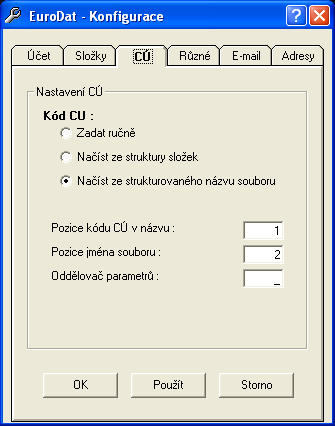 EuroDat - Konfigurace
Účet Složky CÚ Různé E-mail Adresy
Nastavení CÚ
Kód CU :
Zadat ručně
Načíst ze struktury složek
Načíst ze strukturovaného názvu souboru
Pozice kódu CÚ v názvu : 1
Pozice jména souboru : 2
Oddělovač parametrů : _
OK Použít Storno